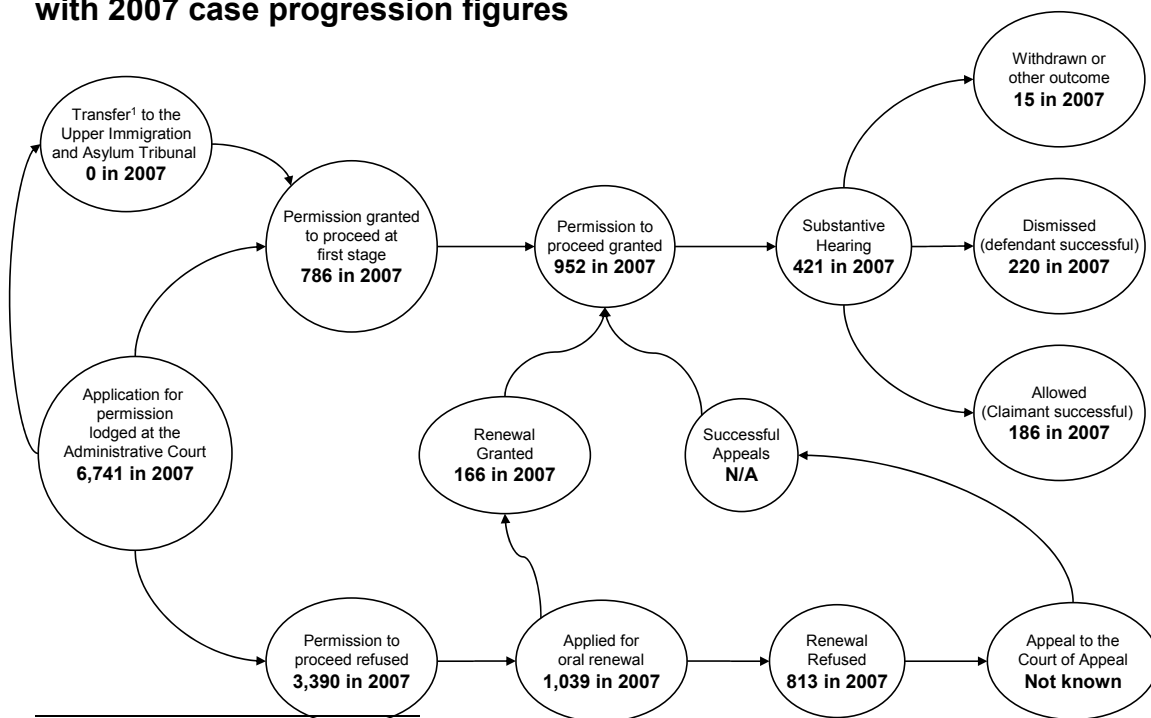 with 2007 case progression figures
Withdrawn or
other outcome
15 in 2007
Transfer¹ to the
Upper Immigration
and Asylum Tribunal
0 in 2007
Permission granted
to proceed at
first stage
786 in 2007
Permission to
proceed granted
952 in 2007
Substantive
Hearing
421 in 2007
Dismissed
(defendant successful)
220 in 2007
Application for
permission
lodged at the
Administrative Court
6,741 in 2007
Renewal
Granted
166 in 2007
Successful
Appeals
N/A
Allowed
(Claimant successful)
186 in 2007
Permission to
proceed refused
3,390 in 2007
Applied for
oral renewal
1,039 in 2007
Renewal
Refused
813 in 2007
Appeal to the
Court of Appeal
Not known